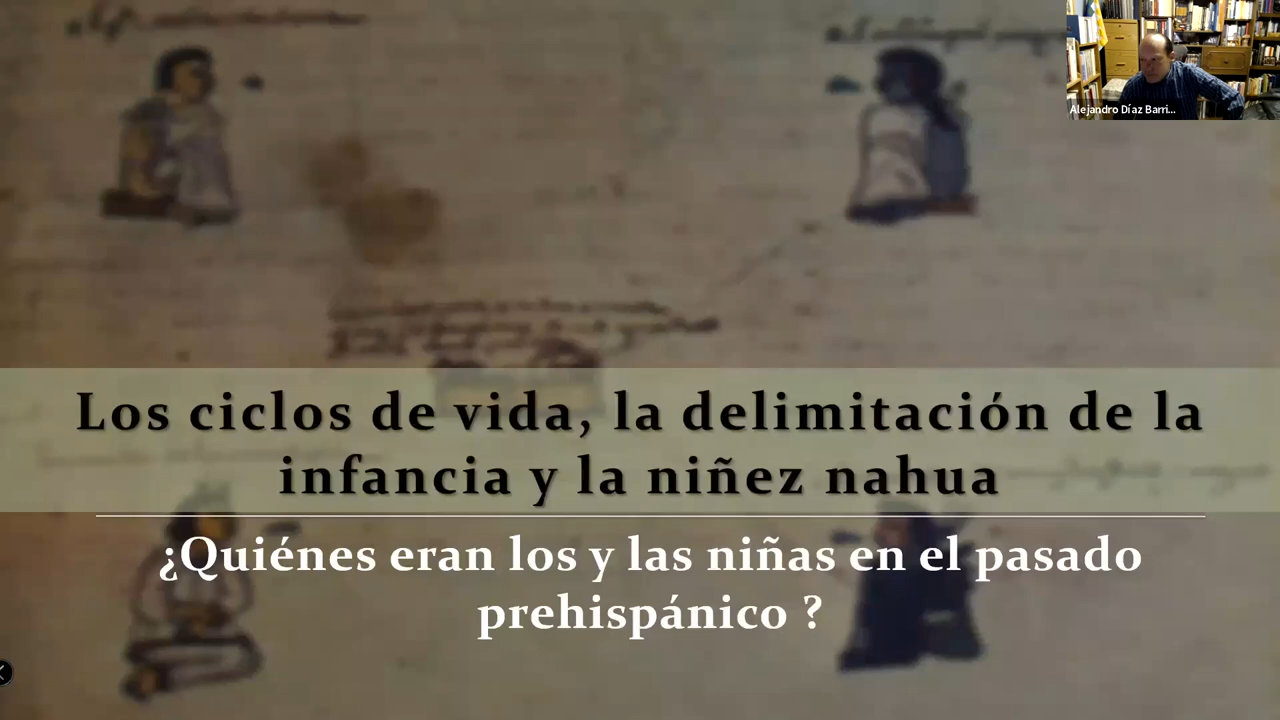 Alejandro Díaz Barri...
Los ciclos de vida, la delimitación de la
infancia y la niñez nahua
¿Quiénes eran los y las niñas en el pasado
prehispánico ?